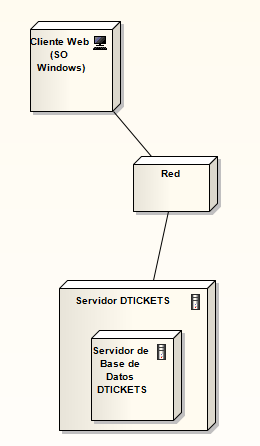 Cliente Web
(SO
Windows)
Red
Servidor DTICKETS
Servidor de
Base de
Datos
DTICKETS